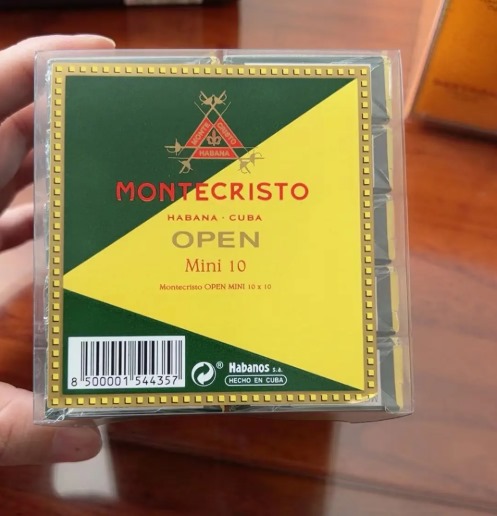 MONTE
CRISTO
HABANA
MONTECRISTO
HABANA · CUBA
OPEN
Mini 10
Montecristo OPEN MINI 10 x 10
8 500001 544357
® Habanos s.a.
HECHO EN CUBA